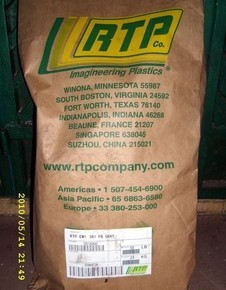 RTP
Co.
Imagineering Plastics®
WINONA, MINNESOTA 55987
SOUTH BOSTON, VIRGINIA 24592
FORT WORTH, TEXAS 76140
INDIANAPOLIS, INDIANA 46268
BEAUNE, FRANCE 21207
SINGAPORE 638045
SUZHOU, CHINA 215021
www.rtpcompany.com
Americas • 1 507-454-6900
Asia Pacific • 65 6863-6580
Europe • 33 380-253-000
RTP
2010/05/14 21:49